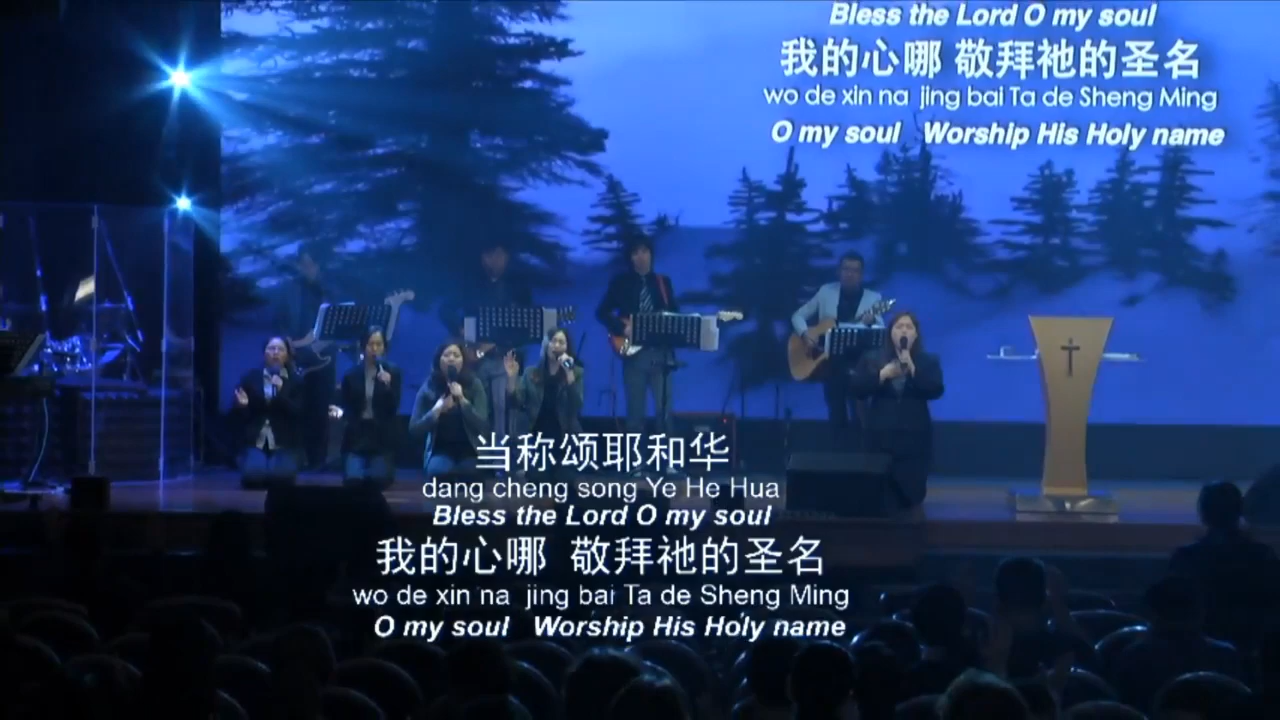 Bless the Lord O my soul
我的心哪 敬拜祂的圣名
wo de xin na jing bai Ta de Sheng Ming
O my soul Worship His Holy name
当称颂耶和华
dang cheng song Ye He Hua
Bless the Lord O my soul
我的心哪 敬拜祂的圣名
wo de xin na jing bai Ta de Sheng Ming
O my soul Worship His Holy name